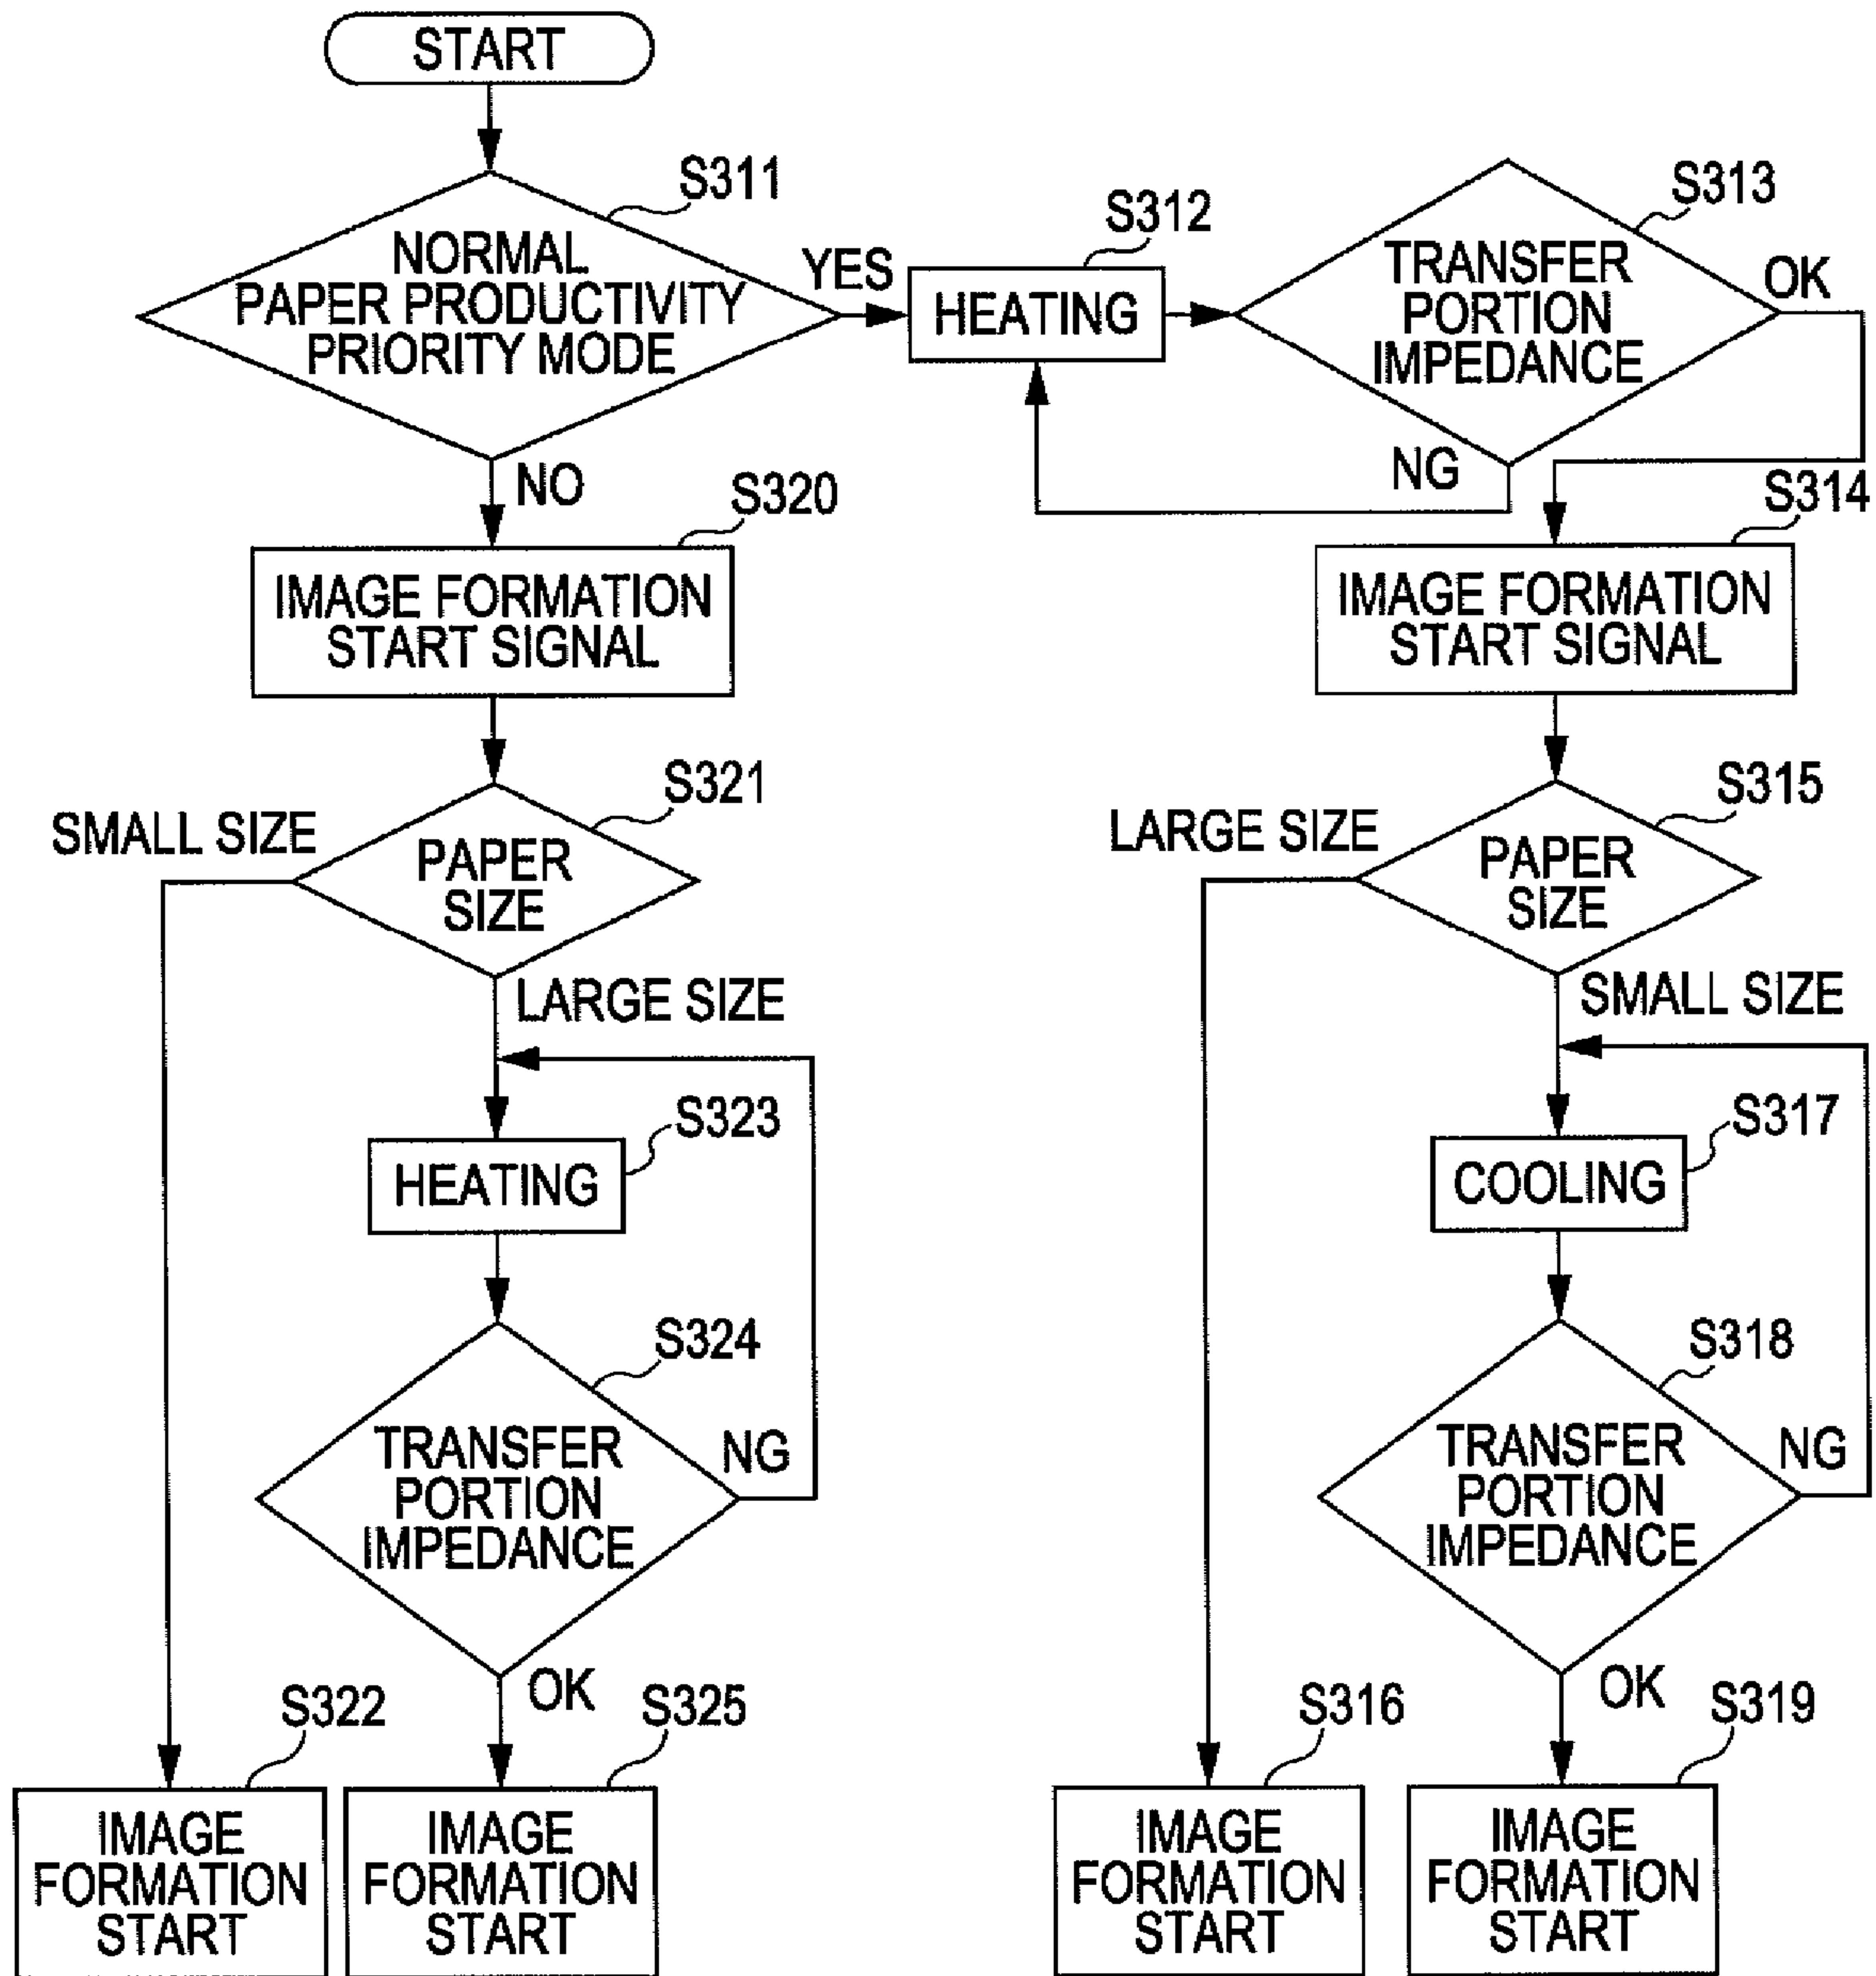 START
S311
NORMAL
PAPER PRODUCTIVITY
PRIORITY MODE
YES
NO
S312
HEATING
S313
TRANSFER
PORTION
IMPEDANCE
OK
NG
S314
IMAGE FORMATION
START SIGNAL
S315
PAPER
SIZE
LARGE SIZE
SMALL SIZE
S317
COOLING
S318
TRANSFER
PORTION
IMPEDANCE
NG
OK
S316
IMAGE
FORMATION
START
S319
IMAGE
FORMATION
START
S320
IMAGE FORMATION
START SIGNAL
S321
PAPER
SIZE
SMALL SIZE
LARGE SIZE
S323
HEATING
S324
TRANSFER
PORTION
IMPEDANCE
NG
OK
S322
IMAGE
FORMATION
START
S325
IMAGE
FORMATION
START